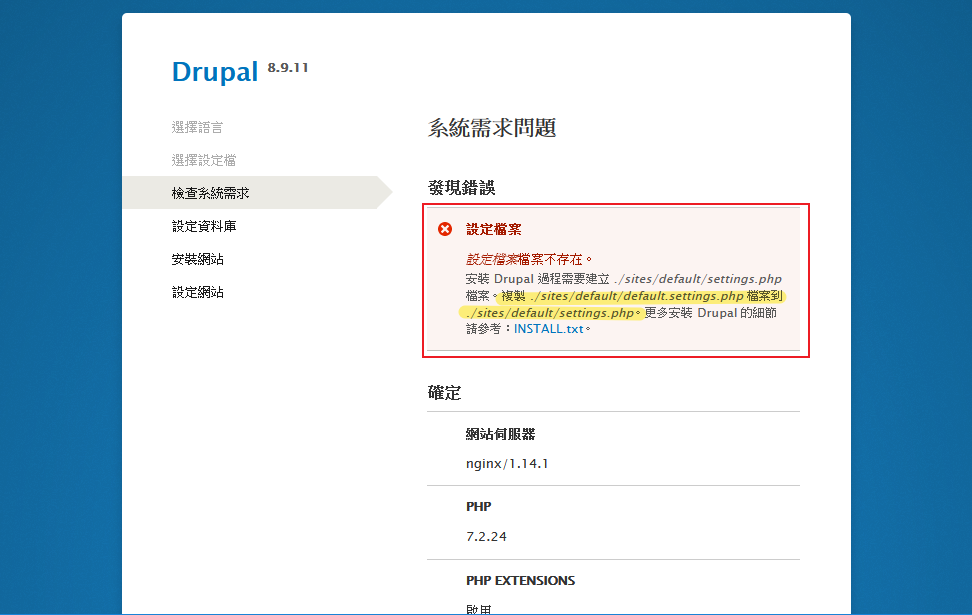 Drupal 8.9.11
選擇語言
選擇設定檔
檢查系統需求
設定資料庫
安裝網站
設定網站
系統需求問題
發現錯誤
設定檔案
設定檔案檔案不存在。
安裝 Drupal 過程需要建立 ./sites/default/settings.php
檔案。複製 ./sites/default/default.settings.php 檔案到
./sites/default/settings.php。更多安裝 Drupal 的細節
請參考：INSTALL.txt。
確定
網站伺服器
nginx/1.14.1
PHP
7.2.24
PHP EXTENSIONS
啟用